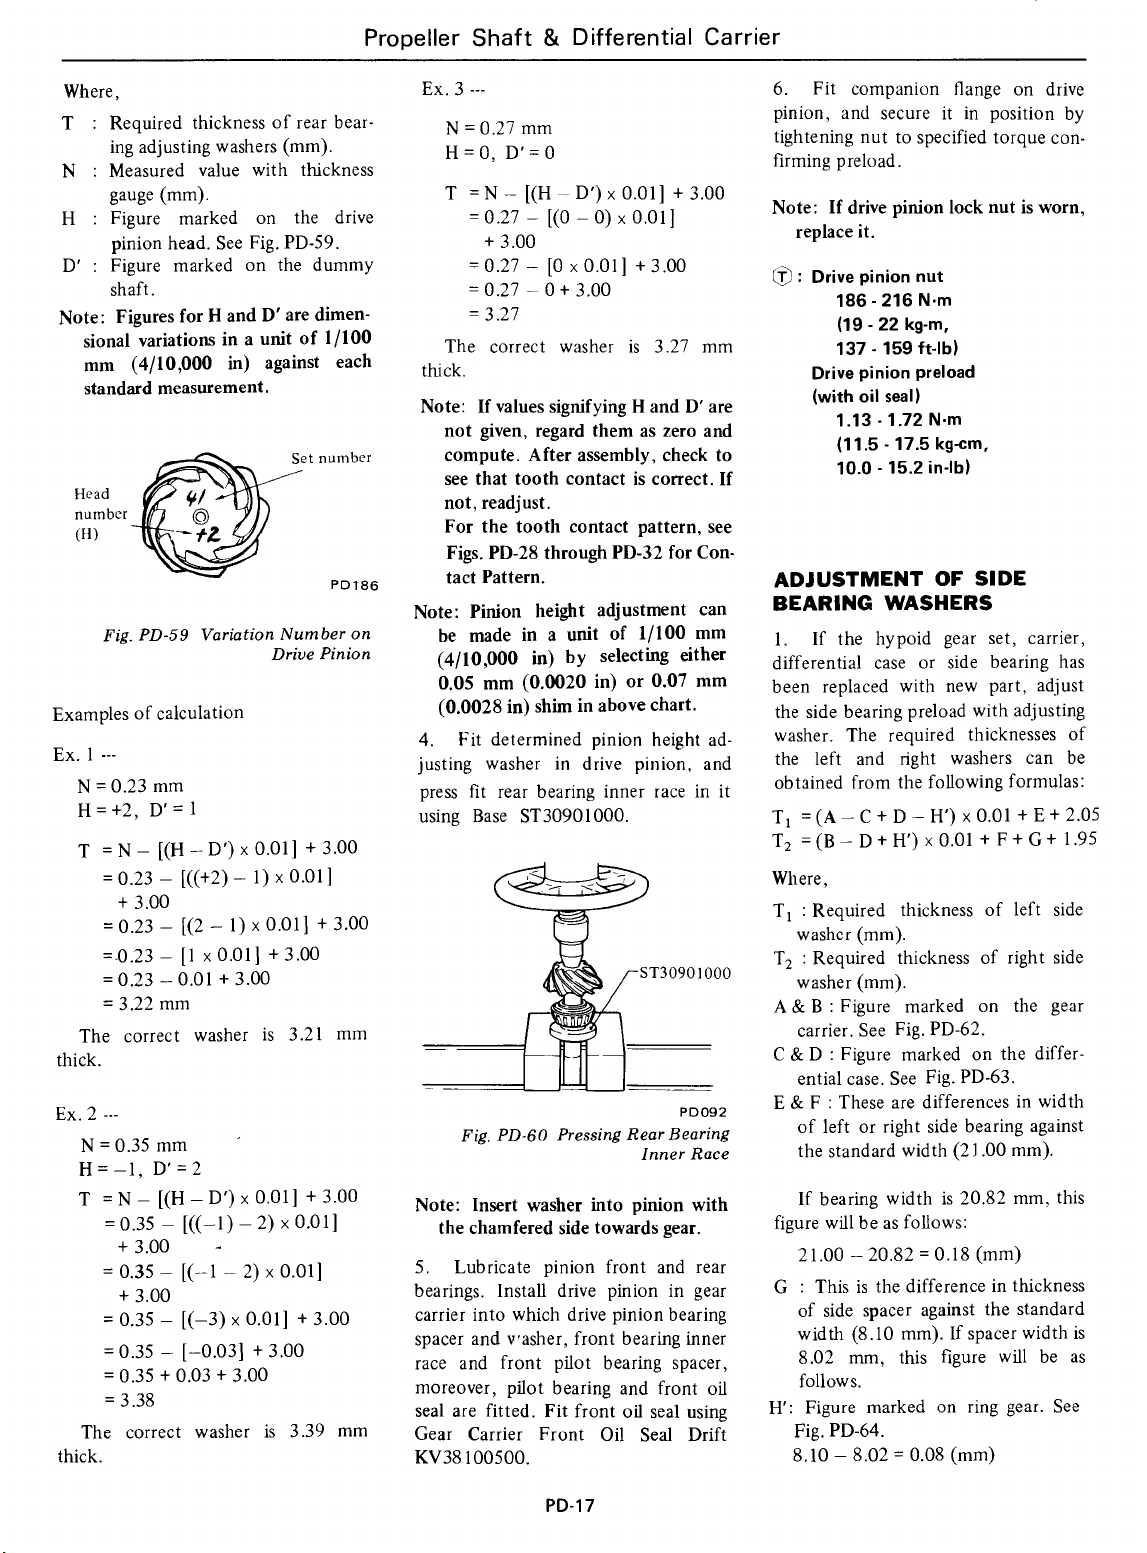 Propeller Shaft & Differential Carrier
Where,
T : Required thickness of rear bear-
ing adjusting washers (mm).
N : Measured value with thickness
gauge (mm).
H : Figure marked on the drive
pinion head. See Fig. PD-59.
D' : Figure marked on the dummy
shaft.
Note: Figures for H and D' are dimen-
sional variations in a unit of 1/100
mm (4/10,000 in) against each
standard measurement.
Set number
Head
number
(H)
41
+2
PD186
Fig. PD-59 Variation Number on
Drive Pinion
Examples of calculation
Ex. 1 ---
N = 0.23 mm
H = +2, D' = 1
T = N – [(H – D') x 0.01] + 3.00
= 0.23 – [((+2) – 1) x 0.01]
+ 3.00
= 0.23 – [(2 – 1) x 0.01] + 3.00
= 0.23 – [1 x 0.01] + 3.00
= 0.23 – 0.01 + 3.00
= 3.22 mm
The correct washer is 3.21 mm
thick.
Ex. 2 ---
N = 0.35 mm
H = –1, D' = 2
T = N – [(H – D') x 0.01] + 3.00
= 0.35 – [((–1) – 2) x 0.01]
+ 3.00
= 0.35 – [(–1 – 2) x 0.01]
+ 3.00
= 0.35 – [(–3) x 0.01] + 3.00
= 0.35 – [–0.03] + 3.00
= 0.35 + 0.03 + 3.00
= 3.38
The correct washer is 3.39 mm
thick.
Ex. 3 ---
N = 0.27 mm
H = 0, D' = 0
T = N – [(H – D') x 0.01] + 3.00
= 0.27 – [(0 – 0) x 0.01]
+ 3.00
= 0.27 – [0 x 0.01] + 3.00
= 0.27 – 0 + 3.00
= 3.27
The correct washer is 3.27 mm
thick.
Note: If values signifying H and D' are
not given, regard them as zero and
compute. After assembly, check to
see that tooth contact is correct. If
not, readjust.
For the tooth contact pattern, see
Figs. PD-28 through PD-32 for Con-
tact Pattern.
Note: Pinion height adjustment can
be made in a unit of 1/100 mm
(4/10,000 in) by selecting either
0.05 mm (0.0020 in) or 0.07 mm
(0.0028 in) shim in above chart.
4. Fit determined pinion height ad-
justing washer in drive pinion, and
press fit rear bearing inner race in it
using Base ST30901000.
ST30901000
PD092
Fig. PD-60 Pressing Rear Bearing
Inner Race
Note: Insert washer into pinion with
the chamfered side towards gear.
5. Lubricate pinion front and rear
bearings. Install drive pinion in gear
carrier into which drive pinion bearing
spacer and washer, front bearing inner
race and front pilot bearing spacer,
moreover, pilot bearing and front oil
seal are fitted. Fit front oil seal using
Gear Carrier Front Oil Seal Drift
KV38100500.
6. Fit companion flange on drive
pinion, and secure it in position by
tightening nut to specified torque con-
firming preload.
Note: If drive pinion lock nut is worn,
replace it.
Ⓣ : Drive pinion nut
186 - 216 N·m
(19 - 22 kg-m,
137 - 159 ft-lb)
Drive pinion preload
(with oil seal)
1.13 - 1.72 N·m
(11.5 - 17.5 kg-cm,
10.0 - 15.2 in-lb)
ADJUSTMENT OF SIDE
BEARING WASHERS
1. If the hypoid gear set, carrier,
differential case or side bearing has
been replaced with new part, adjust
the side bearing preload with adjusting
washer. The required thicknesses of
the left and right washers can be
obtained from the following formulas:
T₁ = (A – C + D – H') x 0.01 + E + 2.05
T₂ = (B – D + H') x 0.01 + F + G + 1.95
Where,
T₁ : Required thickness of left side
washer (mm).
T₂ : Required thickness of right side
washer (mm).
A & B : Figure marked on the gear
carrier. See Fig. PD-62.
C & D : Figure marked on the differ-
ential case. See Fig. PD-63.
E & F : These are differences in width
of left or right side bearing against
the standard width (21.00 mm).
If bearing width is 20.82 mm, this
figure will be as follows:
21.00 – 20.82 = 0.18 (mm)
G : This is the difference in thickness
of side spacer against the standard
width (8.10 mm). If spacer width is
8.02 mm, this figure will be as
follows.
H': Figure marked on ring gear. See
Fig. PD-64.
8.10 – 8.02 = 0.08 (mm)
PD-17